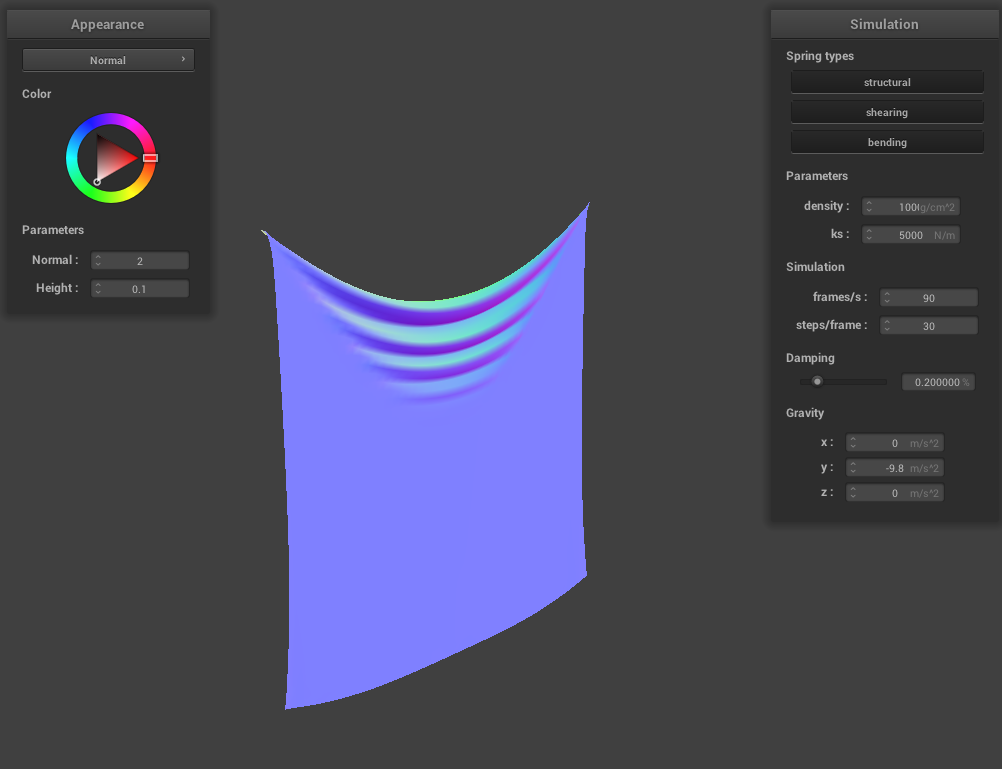 Appearance
Normal
Color
Parameters
Normal : 2
Height : 0.1
Simulation
Spring types
structural
shearing
bending
Parameters
density : 100 g/cm^2
ks : 5000 N/m
Simulation
frames/s : 90
steps/frame : 30
Damping
0.200000 %
Gravity
x : 0 m/s^2
y : -9.8 m/s^2
z : 0 m/s^2